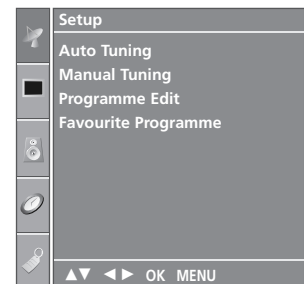 Setup
Auto Tuning
Manual Tuning
Programme Edit
Favourite Programme
▲▼ ◄► OK MENU